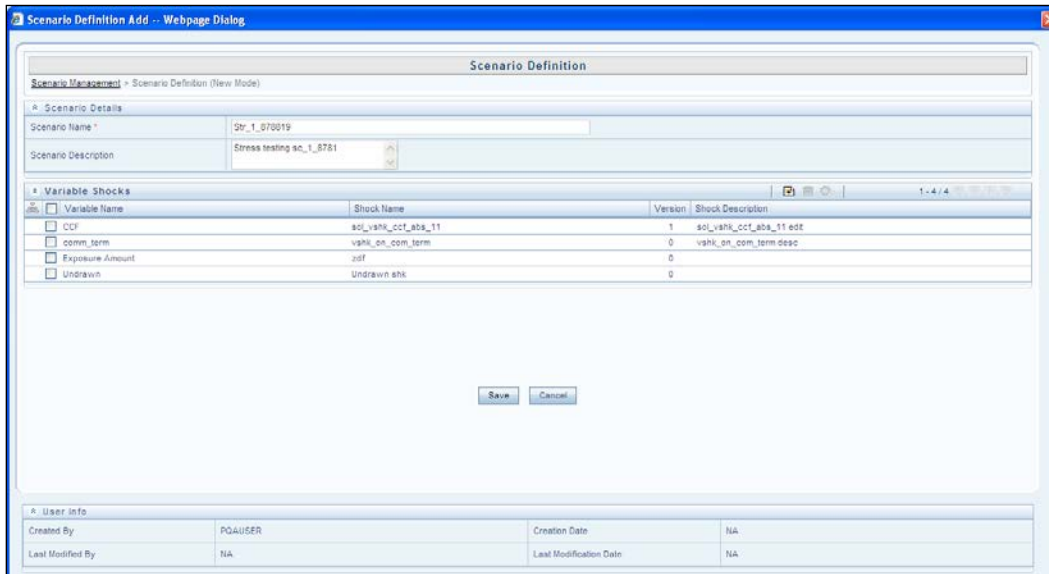 Scenario Definition Add -- Webpage Dialog
Scenario Definition
Scenario Management > Scenario Definition (New Mode)
Scenario Details
Scenario Name *
Str_1_878819
Scenario Description
Stress testing sc_1_8781
Variable Shocks
1 - 4 / 4
Variable Name Shock Name Version Shock Description
CCF sol_vshk_ccf_abs_11 1 sol_vshk_ccf_abs_11 edit
comm_term vshk_on_com_term 0 vshk_on_com_term desc
Exposure Amount zdf 0
Undrawn Undrawn shk 0
Save Cancel
User Info
Created By PQAUSER Creation Date NA
Last Modified By NA Last Modification Date NA